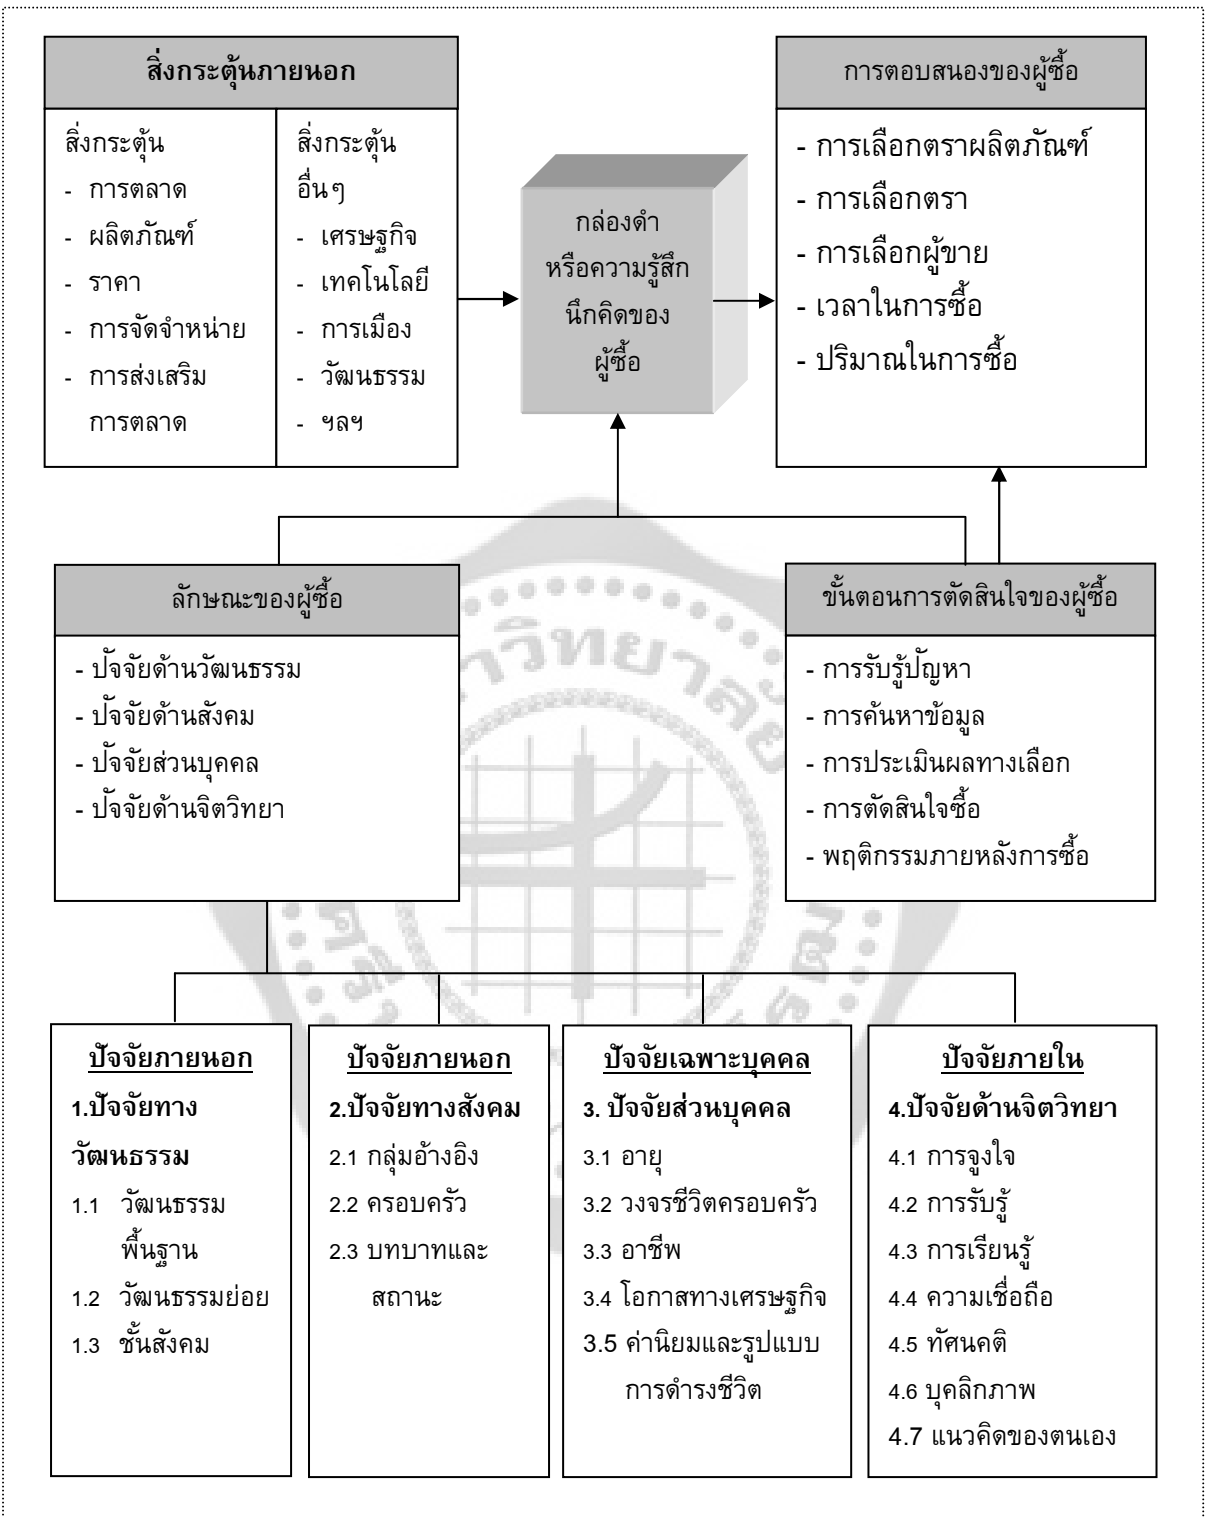 สิ่งกระตุ้นภายนอก
สิ่งกระตุ้น
- การตลาด
- ผลิตภัณฑ์
- ราคา
- การจัดจำหน่าย
- การส่งเสริม
การตลาด
สิ่งกระตุ้น
อื่นๆ
- เศรษฐกิจ
- เทคโนโลยี
- การเมือง
- วัฒนธรรม
- ฯลฯ
กล่องดำ
หรือความรู้สึก
นึกคิดของ
ผู้ซื้อ
การตอบสนองของผู้ซื้อ
- การเลือกตราผลิตภัณฑ์
- การเลือกตรา
- การเลือกผู้ขาย
- เวลาในการซื้อ
- ปริมาณในการซื้อ
ลักษณะของผู้ซื้อ
- ปัจจัยด้านวัฒนธรรม
- ปัจจัยด้านสังคม
- ปัจจัยส่วนบุคคล
- ปัจจัยด้านจิตวิทยา
ขั้นตอนการตัดสินใจของผู้ซื้อ
- การรับรู้ปัญหา
- การค้นหาข้อมูล
- การประเมินผลทางเลือก
- การตัดสินใจซื้อ
- พฤติกรรมภายหลังการซื้อ
ปัจจัยภายนอก
1.ปัจจัยทาง
วัฒนธรรม
1.1 วัฒนธรรม
พื้นฐาน
1.2 วัฒนธรรมย่อย
1.3 ชั้นสังคม
ปัจจัยภายนอก
2.ปัจจัยทางสังคม
2.1 กลุ่มอ้างอิง
2.2 ครอบครัว
2.3 บทบาทและ
สถานะ
ปัจจัยเฉพาะบุคคล
3. ปัจจัยส่วนบุคคล
3.1 อายุ
3.2 วงจรชีวิตครอบครัว
3.3 อาชีพ
3.4 โอกาสทางเศรษฐกิจ
3.5 ค่านิยมและรูปแบบ
การดำรงชีวิต
ปัจจัยภายใน
4.ปัจจัยด้านจิตวิทยา
4.1 การจูงใจ
4.2 การรับรู้
4.3 การเรียนรู้
4.4 ความเชื่อถือ
4.5 ทัศนคติ
4.6 บุคลิกภาพ
4.7 แนวคิดของตนเอง